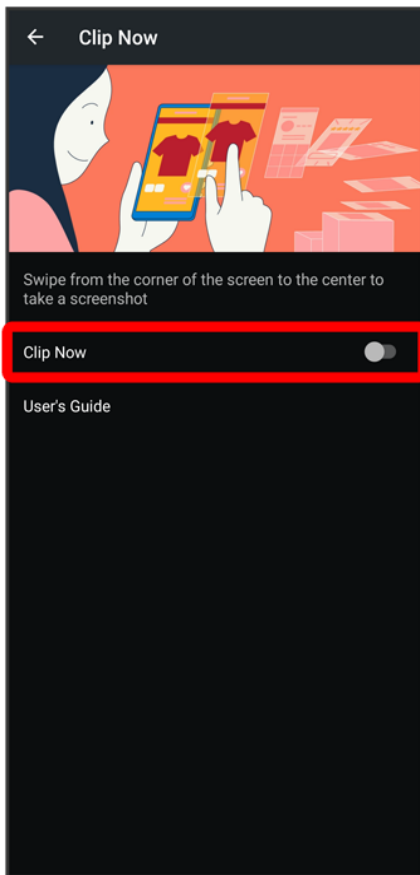 Clip Now
Swipe from the corner of the screen to the center to
take a screenshot
Clip Now
User's Guide